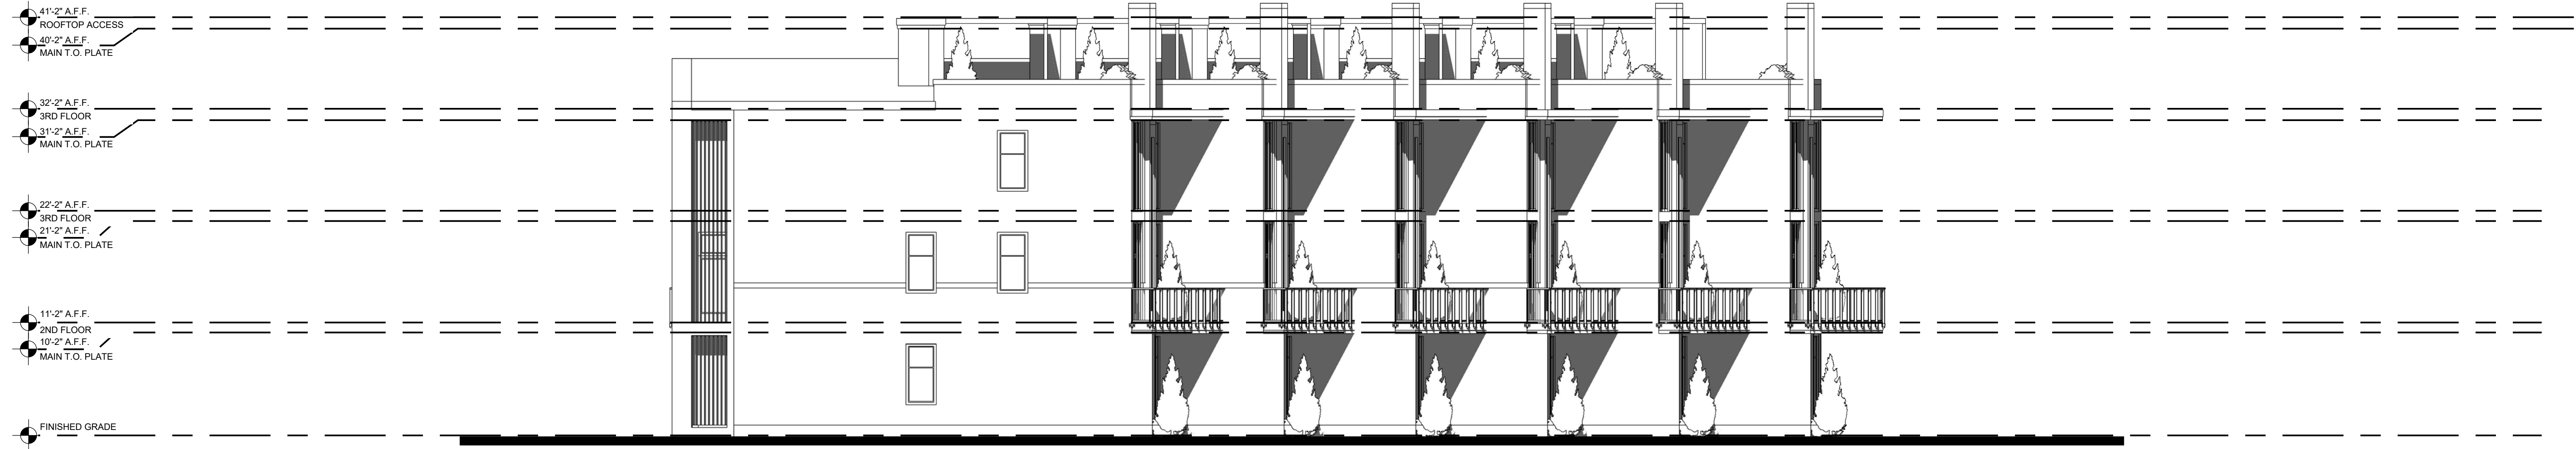 41'-2" A.F.F.
ROOFTOP ACCESS
40'-2" A.F.F.
MAIN T.O. PLATE
32'-2" A.F.F.
3RD FLOOR
31'-2" A.F.F.
MAIN T.O. PLATE
22'-2" A.F.F.
3RD FLOOR
21'-2" A.F.F.
MAIN T.O. PLATE
11'-2" A.F.F.
2ND FLOOR
10'-2" A.F.F.
MAIN T.O. PLATE
FINISHED GRADE